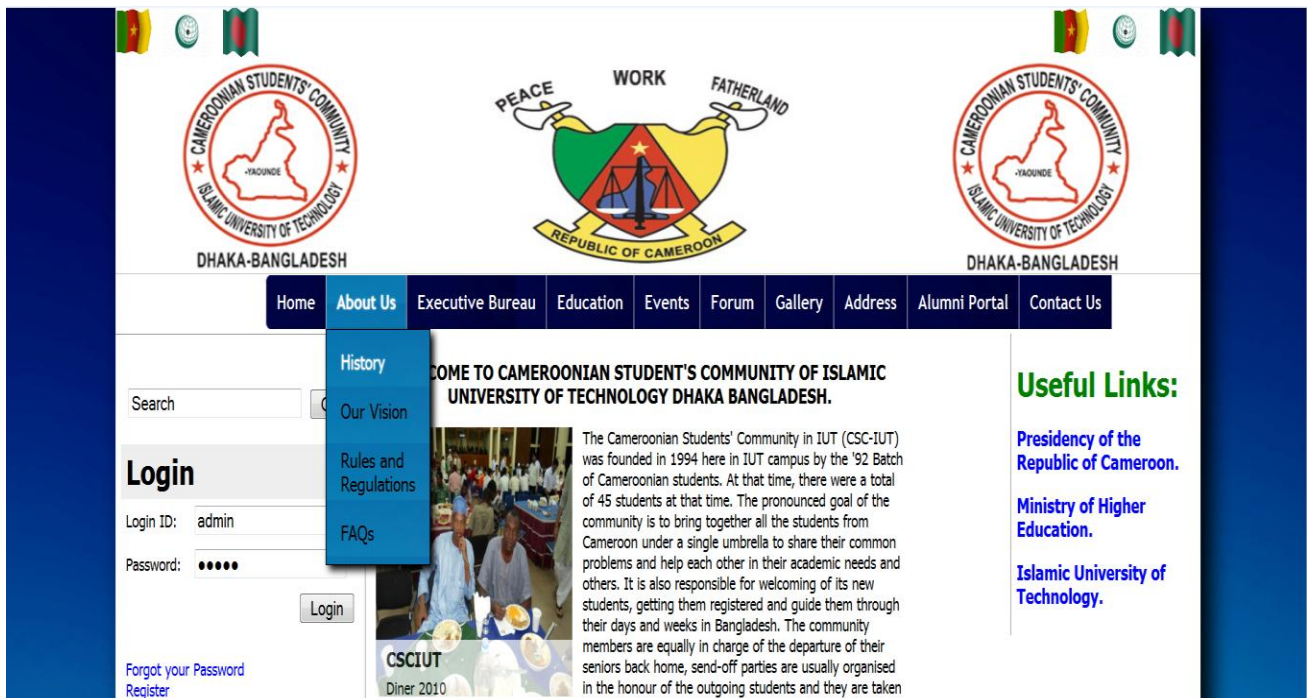 CAMEROONIAN STUDENTS' COMMUNITY
-YAOUNDE
ISLAMIC UNIVERSITY OF TECHNOLOGY
DHAKA-BANGLADESH
PEACE WORK FATHERLAND
REPUBLIC OF CAMEROON
CAMEROONIAN STUDENTS' COMMUNITY
-YAOUNDE
ISLAMIC UNIVERSITY OF TECHNOLOGY
DHAKA-BANGLADESH
Home About Us Executive Bureau Education Events Forum Gallery Address Alumni Portal Contact Us
History
Our Vision
Rules and
Regulations
FAQs
Search
Login
Login ID: admin
Password: •••••
Login
Forgot your Password
Register
COME TO CAMEROONIAN STUDENT'S COMMUNITY OF ISLAMIC
UNIVERSITY OF TECHNOLOGY DHAKA BANGLADESH.
CSCIUT
Diner 2010
The Cameroonian Students' Community in IUT (CSC-IUT)
was founded in 1994 here in IUT campus by the '92 Batch
of Cameroonian students. At that time, there were a total
of 45 students at that time. The pronounced goal of the
community is to bring together all the students from
Cameroon under a single umbrella to share their common
problems and help each other in their academic needs and
others. It is also responsible for welcoming of its new
students, getting them registered and guide them through
their days and weeks in Bangladesh. The community
members are equally in charge of the departure of their
seniors back home, send-off parties are usually organised
in the honour of the outgoing students and they are taken
Useful Links:
Presidency of the
Republic of Cameroon.
Ministry of Higher
Education.
Islamic University of
Technology.